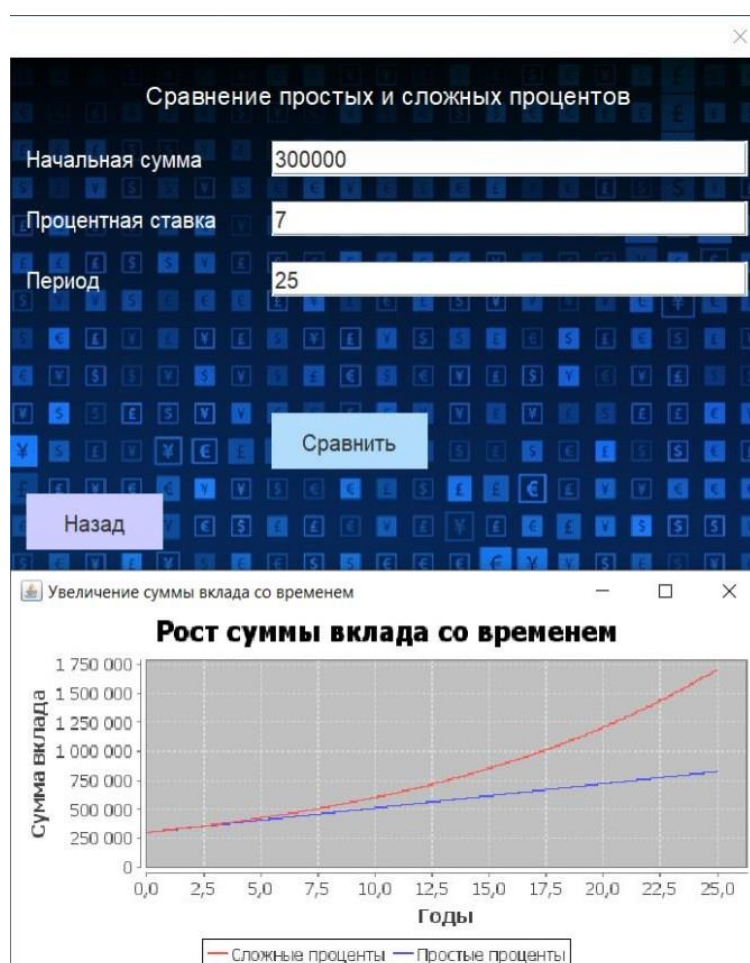 Сравнение простых и сложных процентов
Начальная сумма 300000
Процентная ставка 7
Период 25
Сравнить
Назад
Увеличение суммы вклада со временем
Рост суммы вклада со временем
Сумма вклада
1 750 000
1 500 000
1 250 000
1 000 000
750 000
500 000
250 000
0
0,0 2,5 5,0 7,5 10,0 12,5 15,0 17,5 20,0 22,5 25,0
Годы
Сложные проценты Простые проценты